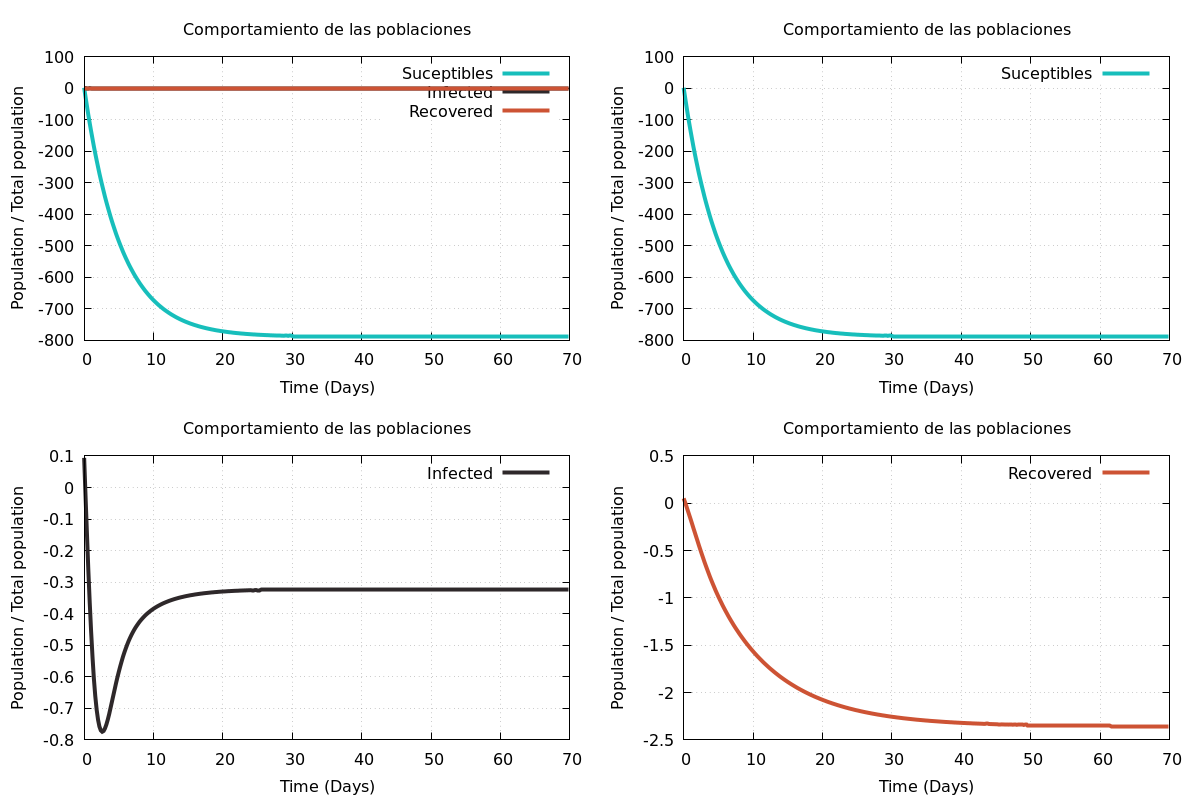 Comportamiento de las poblaciones
100
0
-100
-200
-300
-400
-500
-600
-700
-800
0 10 20 30 40 50 60 70
Population / Total population
Time (Days)
Suceptibles
Infected
Recovered
Comportamiento de las poblaciones
100
0
-100
-200
-300
-400
-500
-600
-700
-800
0 10 20 30 40 50 60 70
Population / Total population
Time (Days)
Suceptibles
Comportamiento de las poblaciones
0.1
0
-0.1
-0.2
-0.3
-0.4
-0.5
-0.6
-0.7
-0.8
0 10 20 30 40 50 60 70
Population / Total population
Time (Days)
Infected
Comportamiento de las poblaciones
0.5
0
-0.5
-1
-1.5
-2
-2.5
0 10 20 30 40 50 60 70
Population / Total population
Time (Days)
Recovered